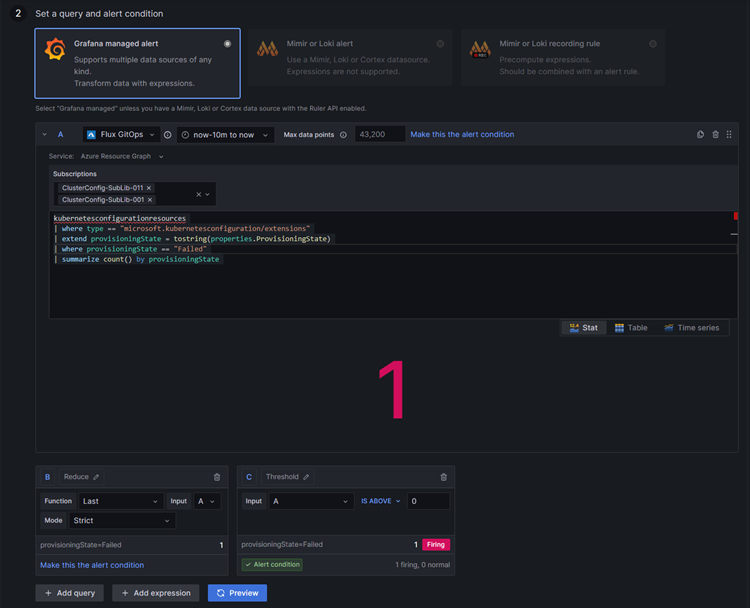 2 Set a query and alert condition
Grafana managed alert
Supports multiple data sources of any
kind.
Transform data with expressions.
Mimir or Loki alert
Use a Mimir, Loki or Cortex datasource.
Expressions are not supported.
Mimir or Loki recording rule
Precompute expressions.
Should be combined with an alert rule.
Select "Grafana managed" unless you have a Mimir, Loki or Cortex data source with the Ruler API enabled.
A Flux GitOps now-10m to now Max data points 43,200 Make this the alert condition
Service: Azure Resource Graph
Subscriptions
ClusterConfig-SubLib-011 ×
ClusterConfig-SubLib-001 ×
kubernetesconfigurationresources
| where type == "microsoft.kubernetesconfiguration/extensions"
| extend provisioningState = tostring(properties.ProvisioningState)
| where provisioningState == "Failed"
| summarize count() by provisioningState
12.4 Stat Table Time series
1
B Reduce
Function Last Input A
Mode Strict
provisioningState=Failed 1
Make this the alert condition
C Threshold
Input A IS ABOVE 0
provisioningState=Failed 1 Firing
✓ Alert condition 1 firing, 0 normal
+ Add query + Add expression Preview